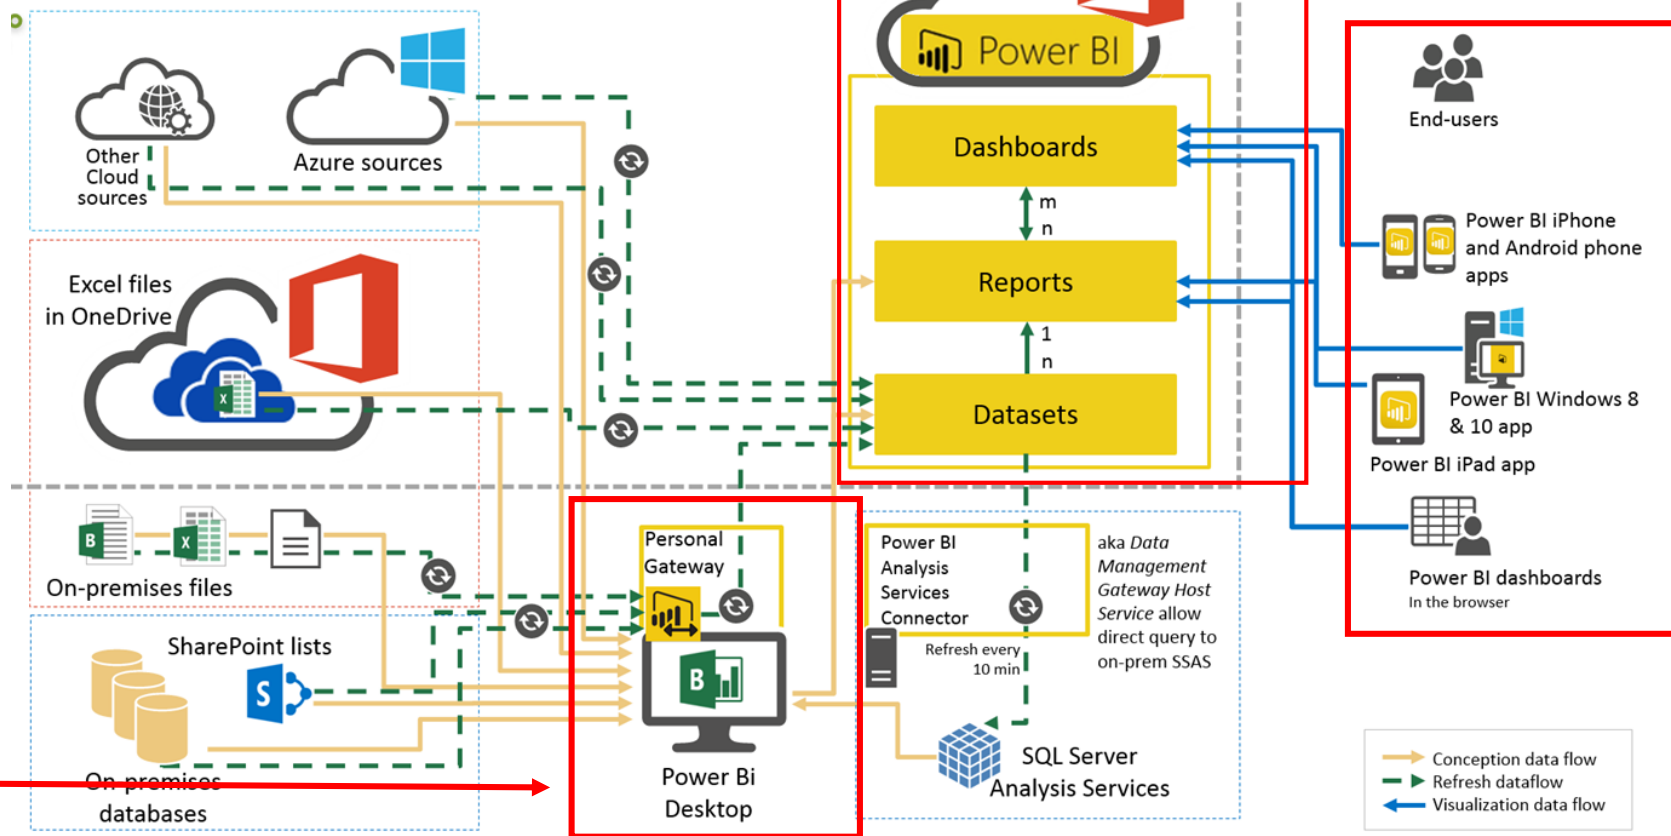 Power BI
Other
Cloud
sources
Azure sources
Excel files
in OneDrive
X
Dashboards
m
n
Reports
1
n
Datasets
End-users
Power BI iPhone
and Android phone
apps
Power BI Windows 8
& 10 app
Power BI iPad app
Power BI dashboards
In the browser
B
X
On-premises files
SharePoint lists
S
On-premises
databases
Personal
Gateway
B
Power Bi
Desktop
Power BI
Analysis
Services
Connector
Refresh every
10 min
aka Data
Management
Gateway Host
Service allow
direct query to
on-prem SSAS
SQL Server
Analysis Services
Conception data flow
Refresh dataflow
Visualization data flow